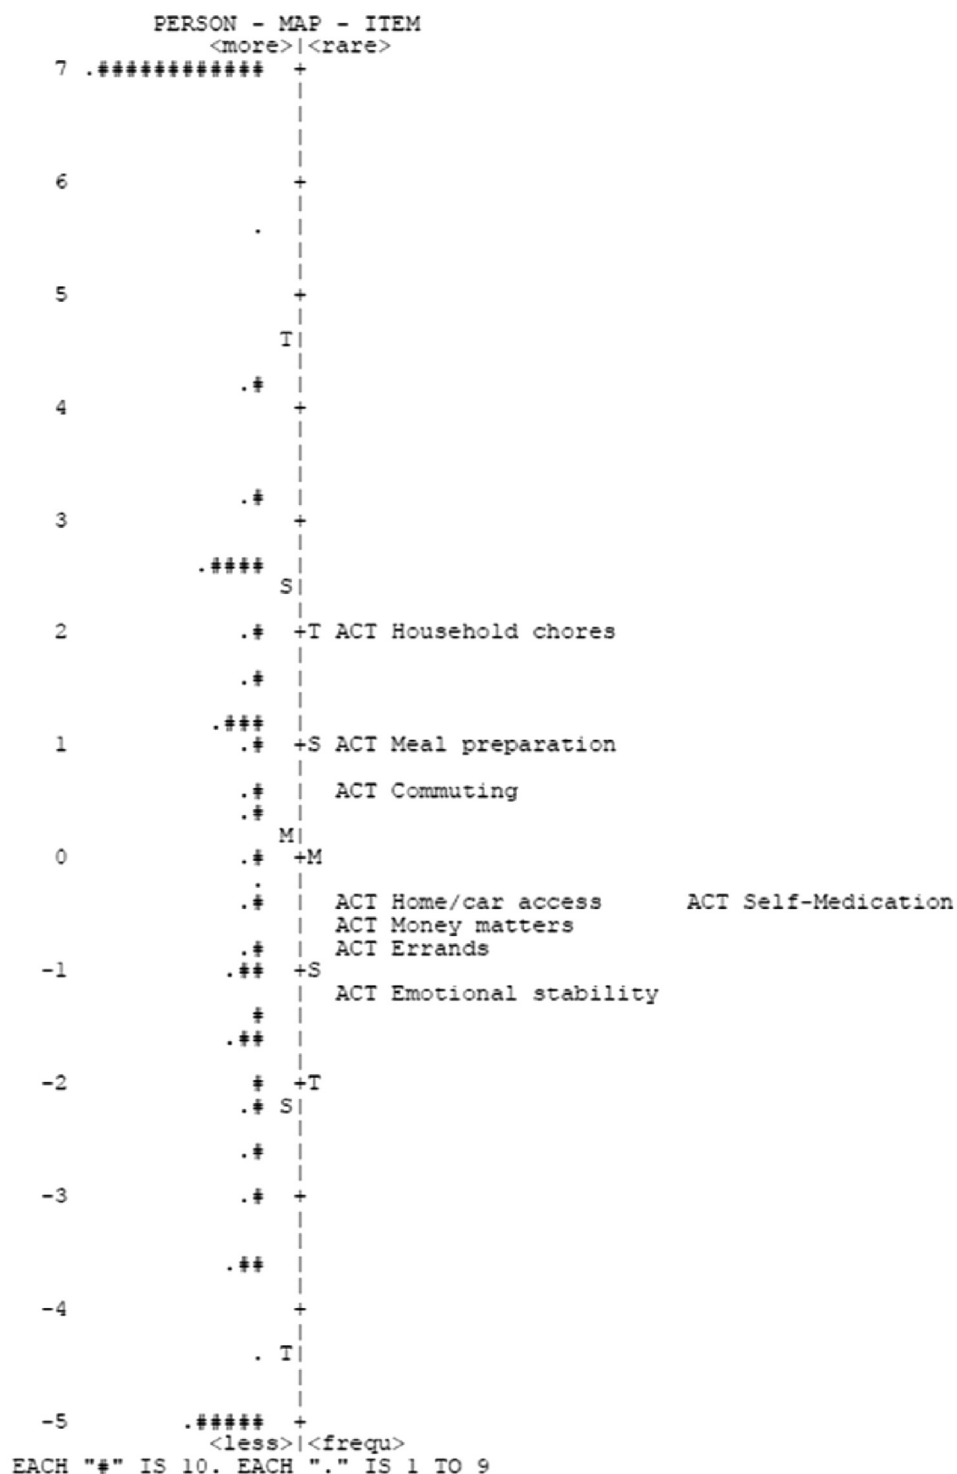 PERSON - MAP - ITEM
<more>|<rare>
7 .############ +
|
|
|
|
6 +
|
. |
|
|
5 +
|
T|
|
.# |
4 +
|
|
|
.# |
3 +
|
.#### |
S|
|
2 .# +T ACT Household chores
|
.# |
|
.### |
1 .# +S ACT Meal preparation
|
.# | ACT Commuting
.# |
M|
0 .# +M
. |
.# | ACT Home/car access ACT Self-Medication
| ACT Money matters
.# | ACT Errands
-1 .## +S
| ACT Emotional stability
# |
.## |
|
-2 # +T
.# S|
|
.# |
|
-3 .# +
|
|
.## |
|
-4 +
|
. T|
|
|
-5 .##### +
<less>|<frequ>
EACH "#" IS 10. EACH "." IS 1 TO 9